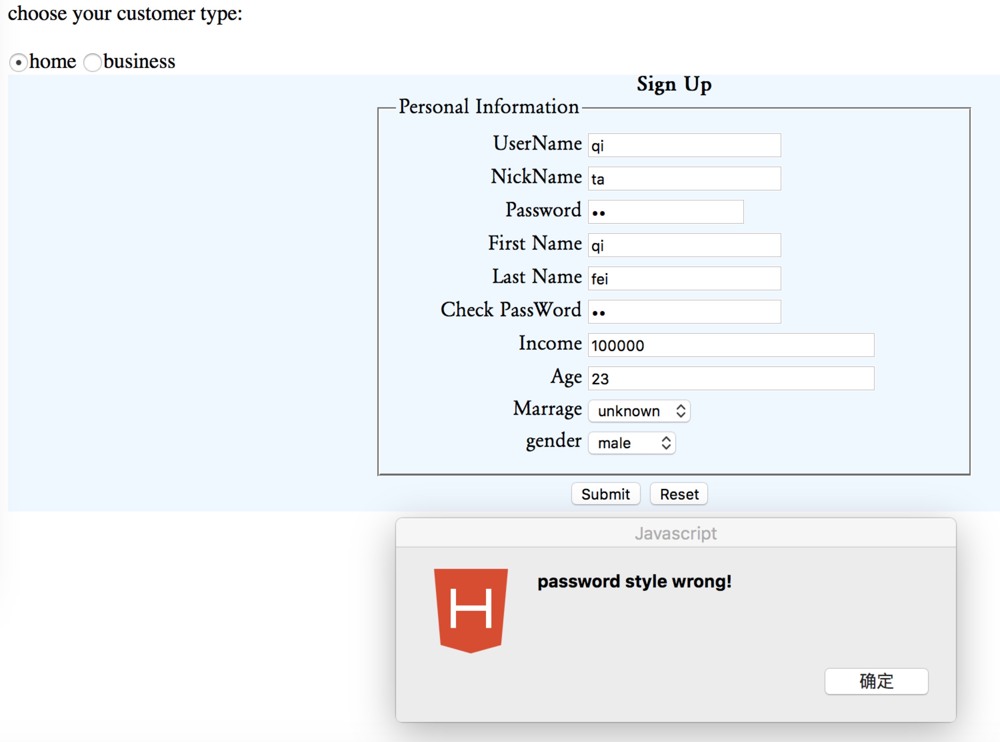 choose your customer type:
home business
Sign Up
Personal Information
UserName qi
NickName ta
Password ••
First Name qi
Last Name fei
Check PassWord ••
Income 100000
Age 23
Marrage unknown
gender male
Submit Reset
Javascript
H
password style wrong!
确定